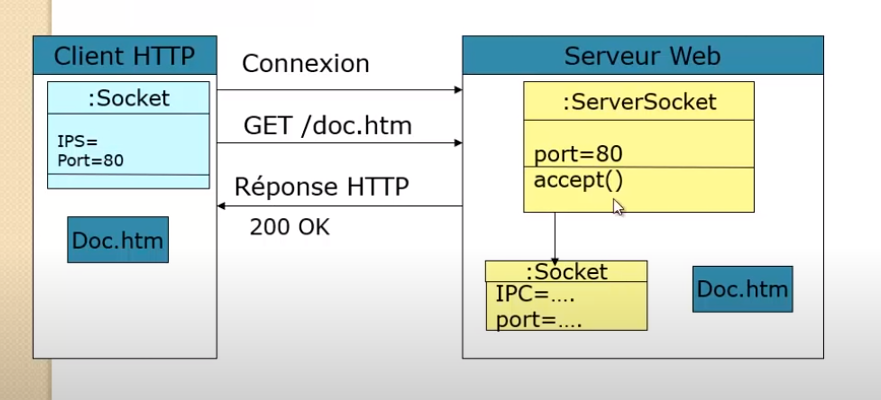 Client HTTP
:Socket
IPS=
Port=80
Doc.htm
Connexion
GET /doc.htm
Réponse HTTP
200 OK
Serveur Web
:ServerSocket
port=80
accept()
:Socket
IPC=....
port=....
Doc.htm